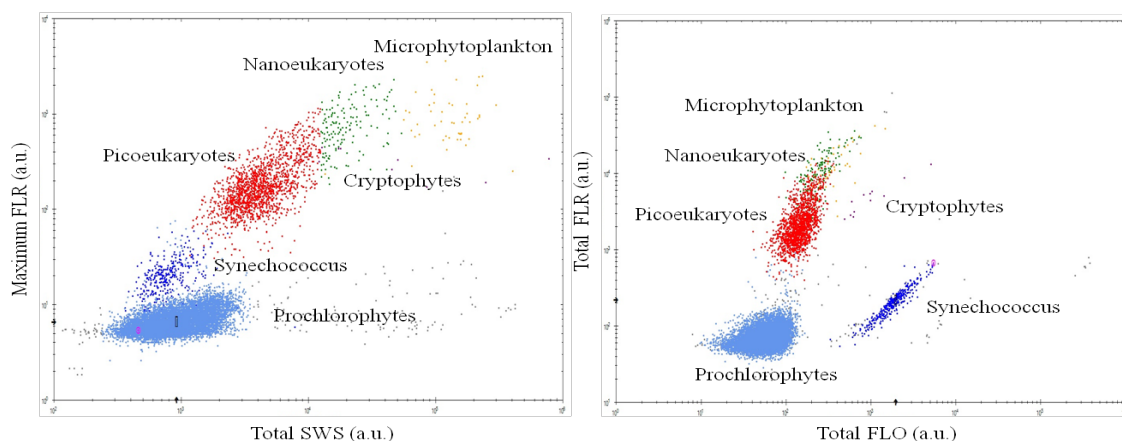 Microphytoplankton
Nanoeukaryotes
Picoeukaryotes
Cryptophytes
Synechococcus
Prochlorophytes
Maximum FLR (a.u.)
Total SWS (a.u.)
Microphytoplankton
Nanoeukaryotes
Picoeukaryotes
Cryptophytes
Synechococcus
Prochlorophytes
Total FLR (a.u.)
Total FLO (a.u.)